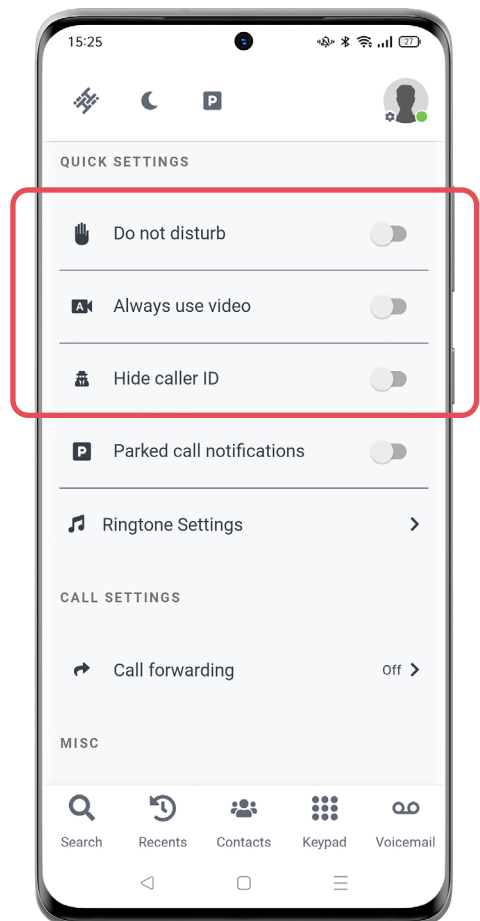 15:25
27
P
QUICK SETTINGS
Do not disturb
A
Always use video
Hide caller ID
P
Parked call notifications
Ringtone Settings
CALL SETTINGS
Call forwarding
Off
MISC
Search
Recents
Contacts
Keypad
Voicemail